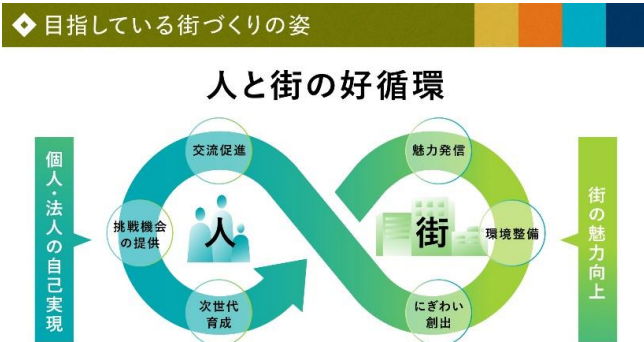 目指している街づくりの姿
人と街の好循環
個人・法人の自己実現
交流促進
挑戦機会
の提供
人
次世代
育成
魅力発信
街
環境整備
にぎわい
創出
街の魅力向上